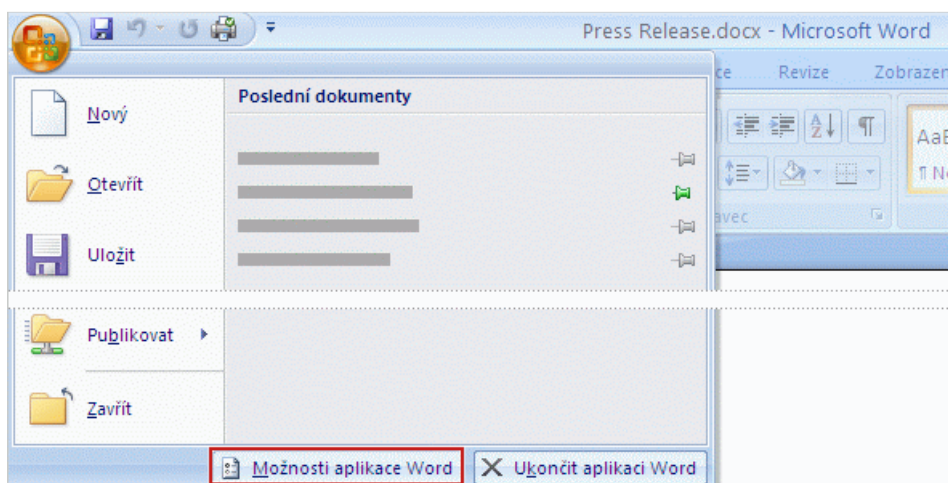 Press Release.docx - Microsoft Word
Revize
Nový
Poslední dokumenty
Otevřít
Uložit
Publikovat
Zavřít
Možnosti aplikace Word
Ukončit aplikaci Word